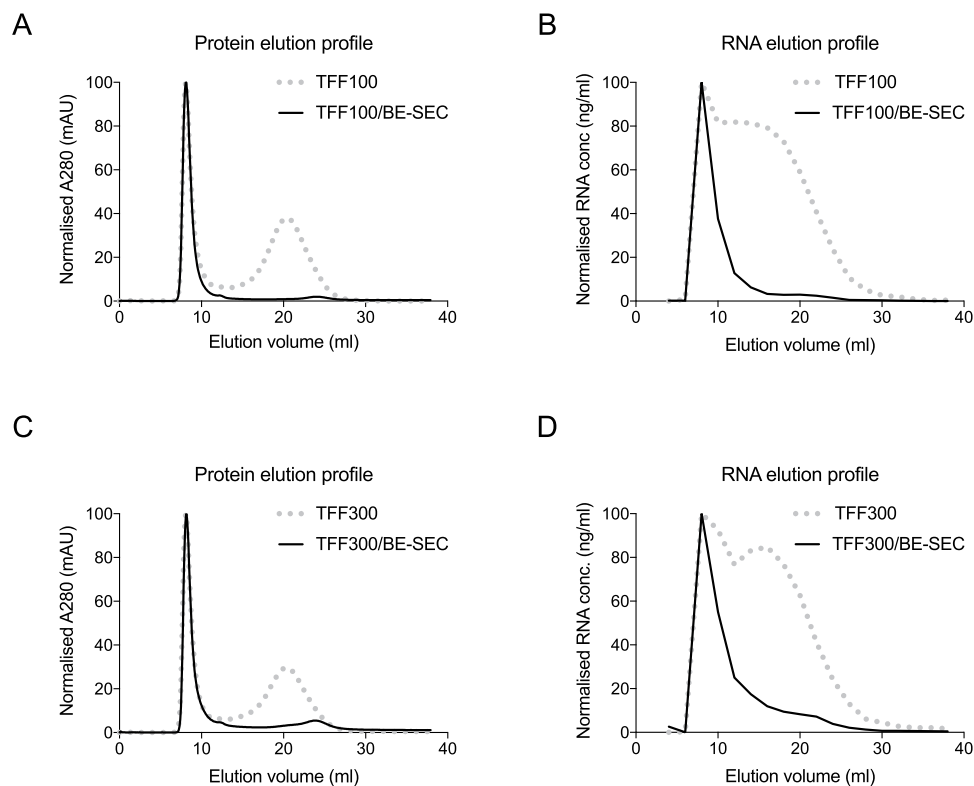 A
Protein elution profile
TFF100
TFF100/BE-SEC
Normalised A280 (mAU)
100
80
60
40
20
0
0 10 20 30 40
Elution volume (ml)
B
RNA elution profile
TFF100
TFF100/BE-SEC
Normalised RNA conc (ng/ml)
100
80
60
40
20
0
0 10 20 30 40
Elution volume (ml)
C
Protein elution profile
TFF300
TFF300/BE-SEC
Normalised A280 (mAU)
100
80
60
40
20
0
0 10 20 30 40
Elution volume (ml)
D
RNA elution profile
TFF300
TFF300/BE-SEC
Normalised RNA conc. (ng/ml)
100
80
60
40
20
0
0 10 20 30 40
Elution volume (ml)